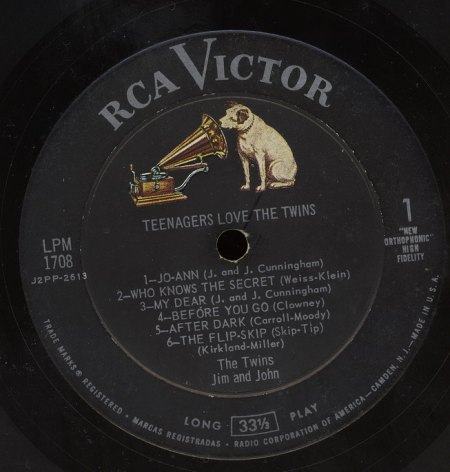 RCA VICTOR
TEENAGERS LOVE THE TWINS
LPM
1708
J2PP-2513
1
"NEW
ORTHOPHONIC"
HIGH
FIDELITY
1—JO-ANN (J. and J. Cunningham)
2—WHO KNOWS THE SECRET (Weiss-Klein)
3—MY DEAR (J. and J. Cunningham)
4—BEFORE YOU GO (Clowney)
5—AFTER DARK (Carroll-Moody)
6—THE FLIP-SKIP (Skip-Tip)
(Kirkland-Miller)
The Twins
Jim and John
LONG 33⅓ PLAY
TRADE MARKS ® REGISTERED • MARCAS REGISTRADAS - RADIO CORPORATION OF AMERICA—CAMDEN, N. J.—MADE IN U.S.A.